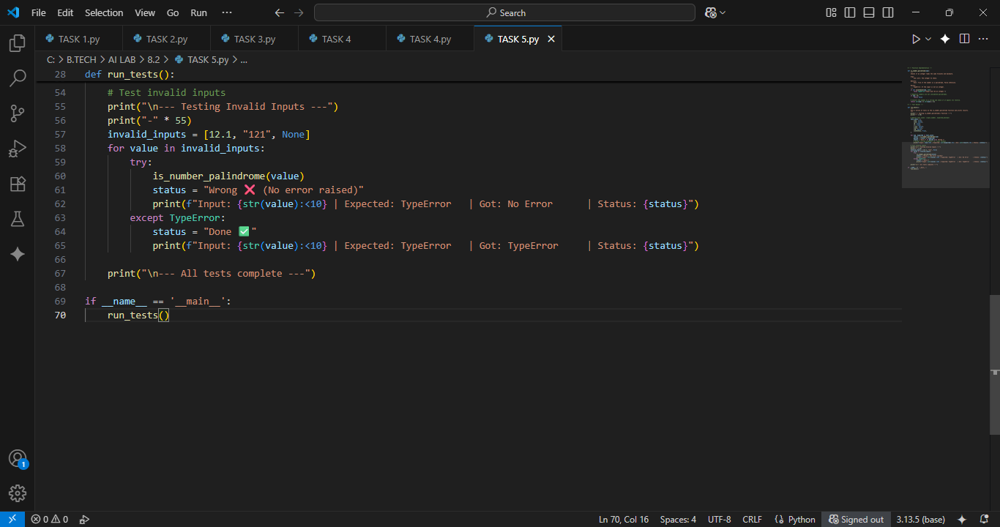 File Edit Selection View Go Run ··· Search
TASK 1.py TASK 2.py TASK 3.py TASK 4 TASK 4.py TASK 5.py
C: > B.TECH > AI LAB > 8.2 > TASK 5.py > ...
28 def run_tests():
54 # Test invalid inputs
55 print("\n--- Testing Invalid Inputs ---")
56 print("-" * 55)
57 invalid_inputs = [12.1, "121", None]
58 for value in invalid_inputs:
59 try:
60 is_number_palindrome(value)
61 status = "Wrong ❌ (No error raised)"
62 print(f"Input: {str(value):<10} | Expected: TypeError   | Got: No Error      | Status: {status}")
63 except TypeError:
64 status = "Done ✅"
65 print(f"Input: {str(value):<10} | Expected: TypeError   | Got: TypeError     | Status: {status}")
66
67 print("\n--- All tests complete ---")
68
69 if __name__ == '__main__':
70 run_tests()
1
0 0 Ln 70, Col 16 Spaces: 4 UTF-8 CRLF Python Signed out 3.13.5 (base)